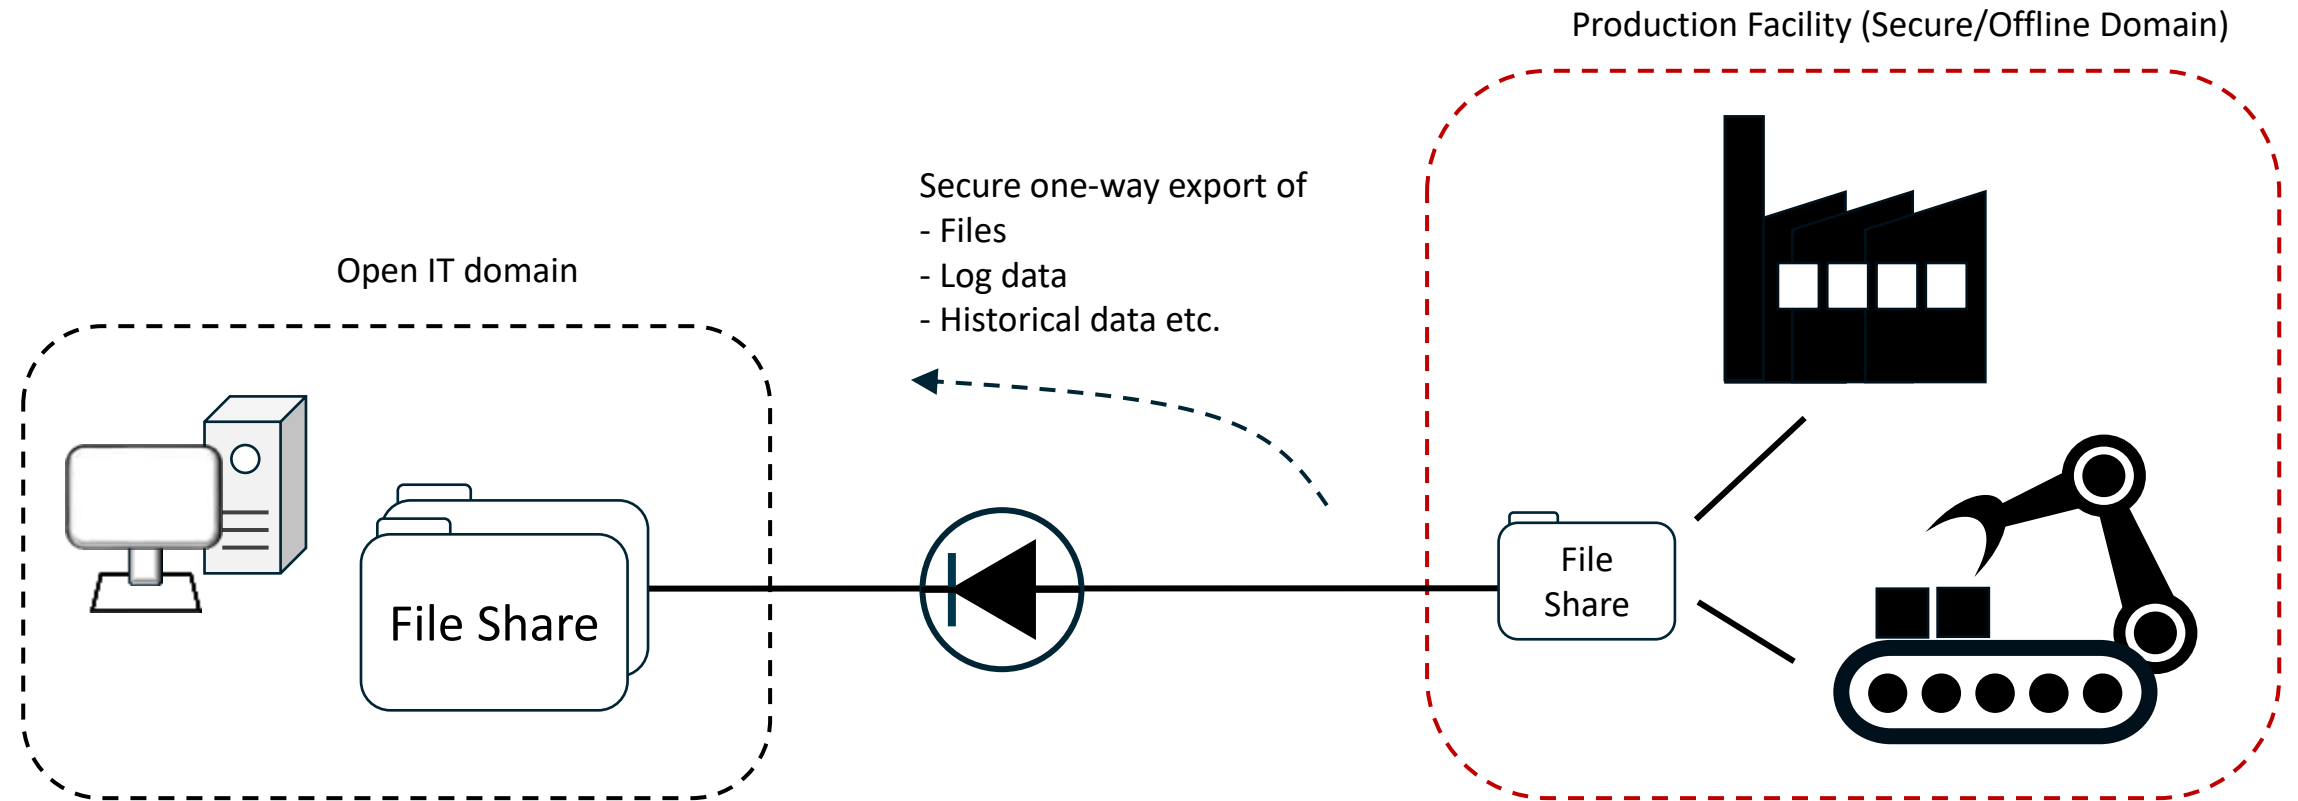 Production Facility (Secure/Offline Domain)
Secure one-way export of
- Files
- Log data
- Historical data etc.
Open IT domain
File Share
File
Share